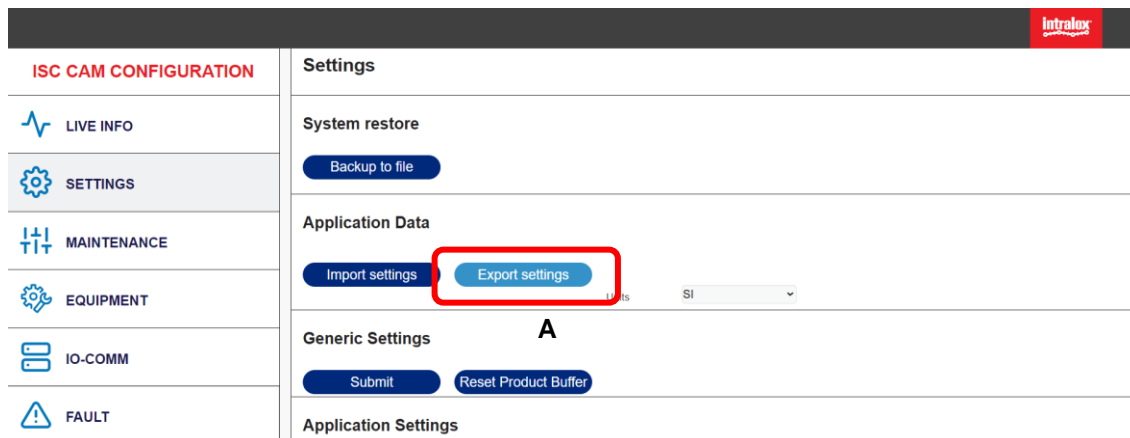 intralox
ISC CAM CONFIGURATION
Settings
LIVE INFO
System restore
Backup to file
SETTINGS
Application Data
MAINTENANCE
Import settings
Export settings
EQUIPMENT
Units
SI
A
Generic Settings
IO-COMM
Submit
Reset Product Buffer
FAULT
Application Settings